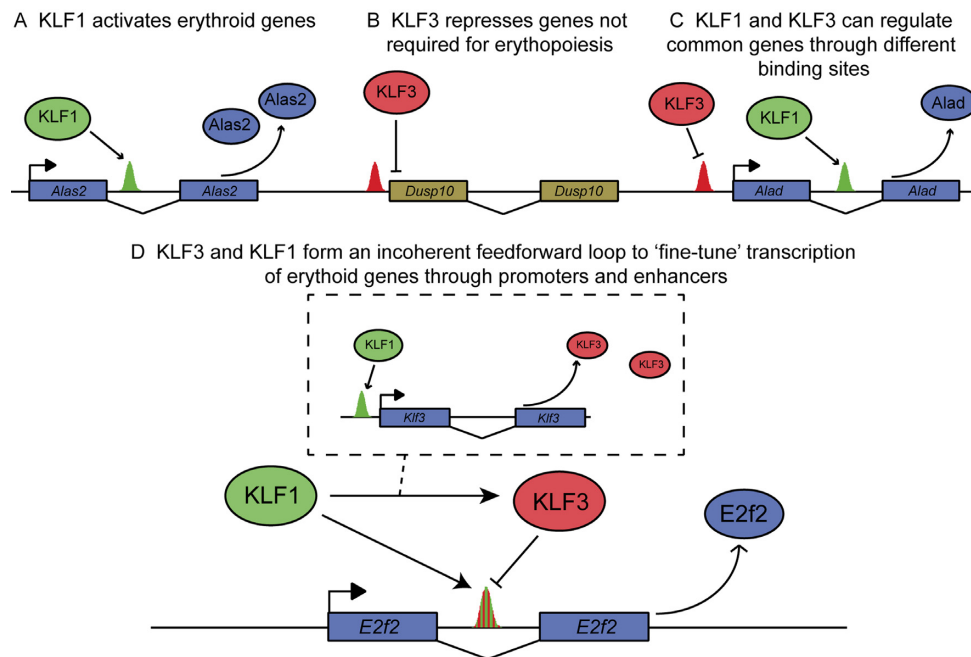 A KLF1 activates erythroid genes
B KLF3 represses genes not
required for erythopoiesis
C KLF1 and KLF3 can regulate
common genes through different
binding sites
KLF1
Alas2
Alas2
Alas2
Alas2
KLF3
Dusp10
Dusp10
KLF3
KLF1
Alad
Alad
Alad
D KLF3 and KLF1 form an incoherent feedforward loop to ‘fine-tune’ transcription
of erythoid genes through promoters and enhancers
KLF1
KLF3
KLF3
Klf3
Klf3
KLF1
KLF3
E2f2
E2f2
E2f2